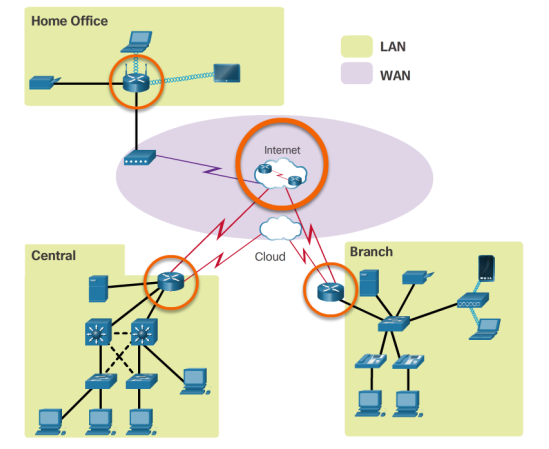 Home Office
LAN
WAN
Internet
Cloud
Central
Branch